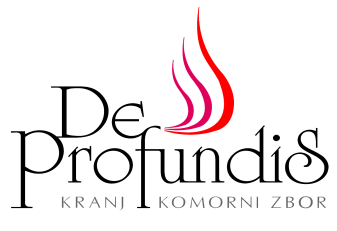 De
Profundis
KRANJ KOMORNI ZBOR